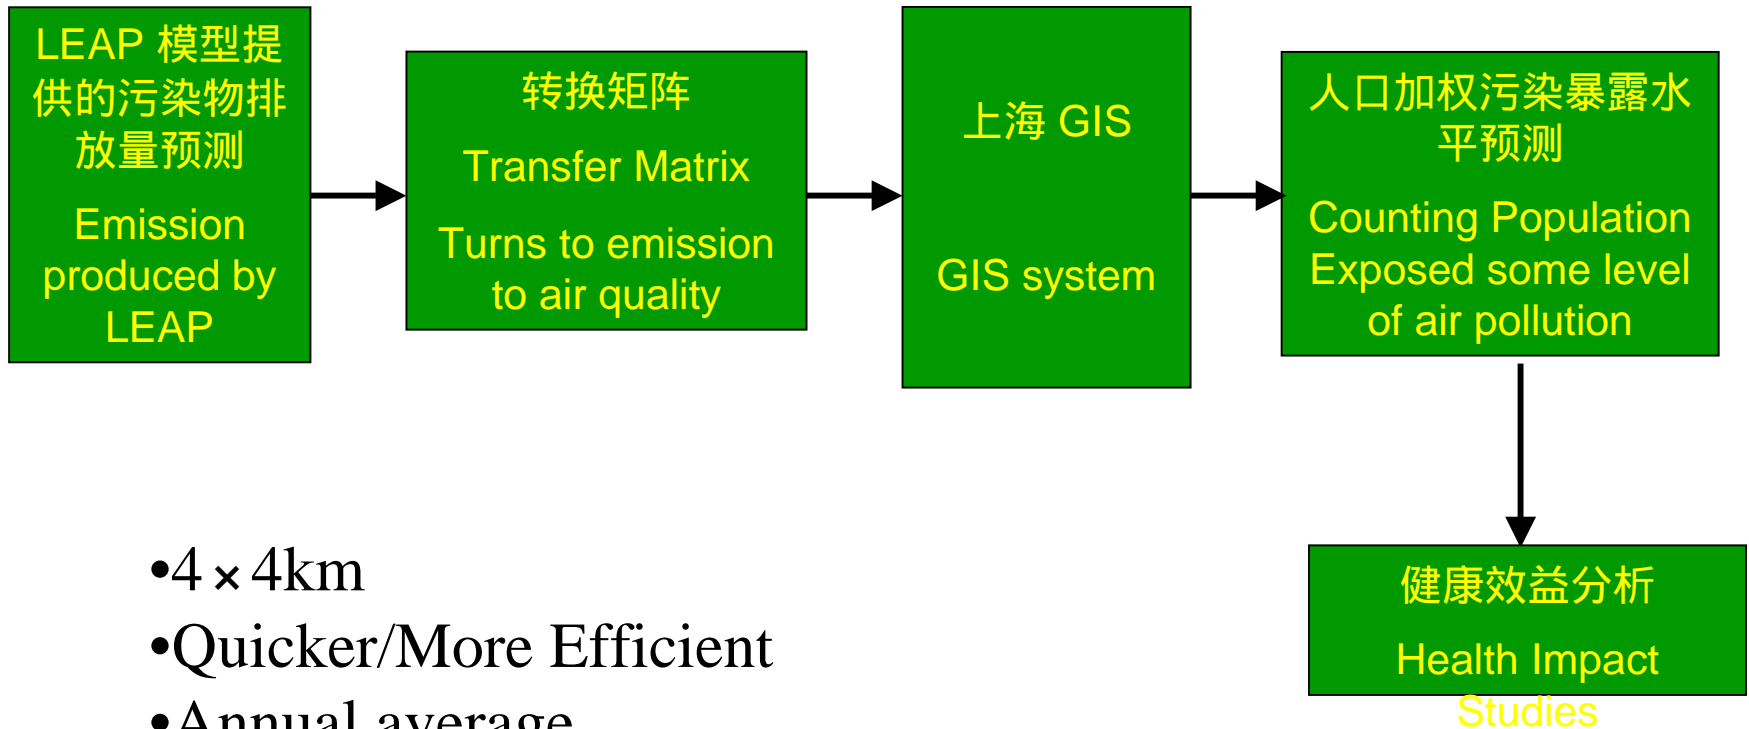 LEAP 模型提
供的污染物排
放量预测
Emission
produced by
LEAP
转换矩阵
Transfer Matrix
Turns to emission
to air quality
上海 GIS
GIS system
人口加权污染暴露水
平预测
Counting Population
Exposed some level
of air pollution
健康效益分析
Health Impact
Studies
•4×4km
•Quicker/More Efficient
•Annual average